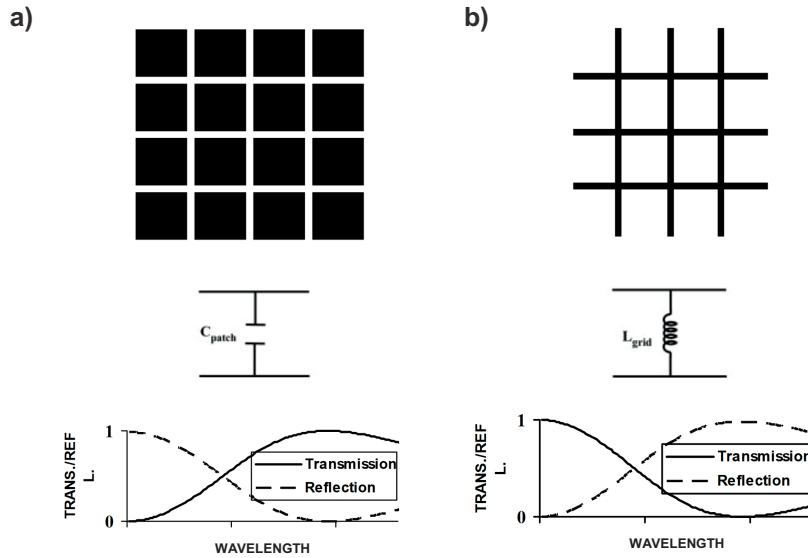 a)
b)
C_patch
L_grid
1
TRANS./REF
L.
0
Transmission
Reflection
WAVELENGTH
1
TRANS./REF
L.
0
Transmission
Reflection
WAVELENGTH